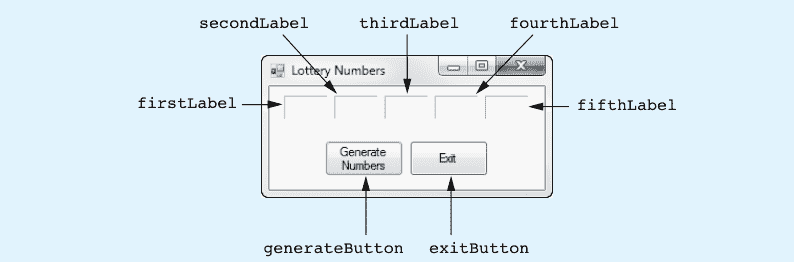 secondLabel thirdLabel fourthLabel
Lottery Numbers
firstLabel fifthLabel
Generate
Numbers
Exit
generateButton exitButton